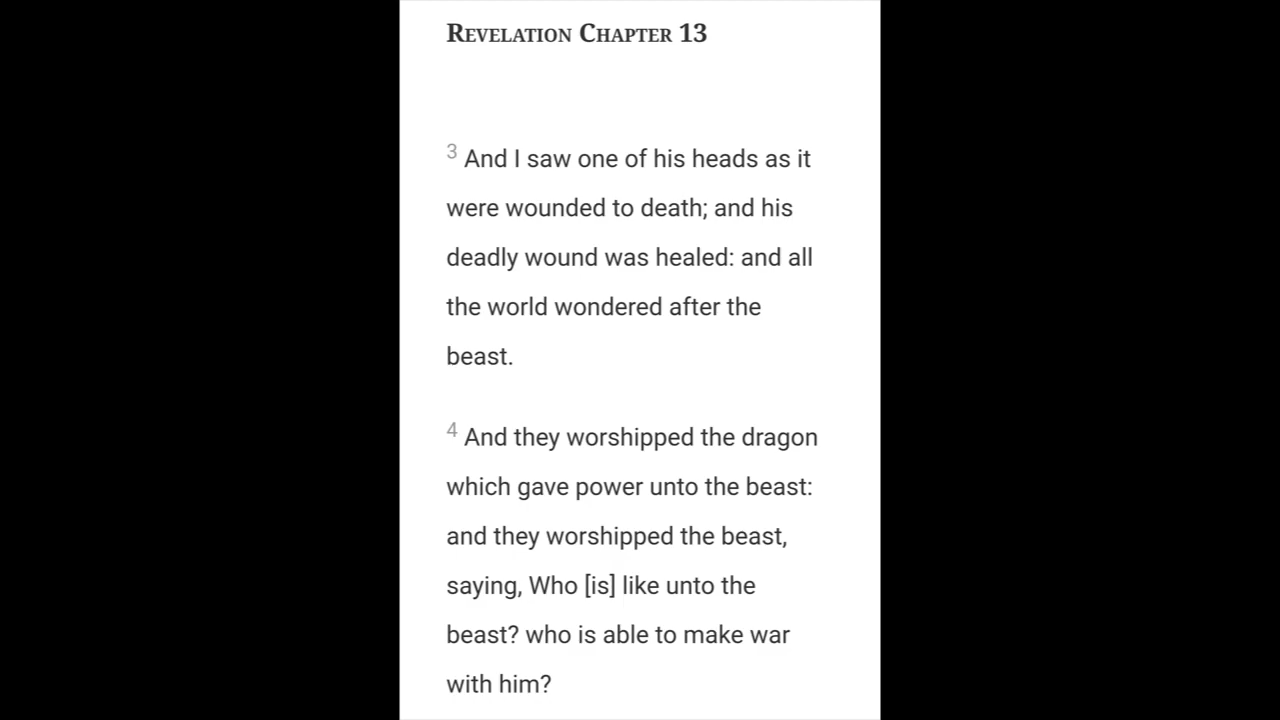 Revelation Chapter 13
3 And I saw one of his heads as it
were wounded to death; and his
deadly wound was healed: and all
the world wondered after the
beast.
4 And they worshipped the dragon
which gave power unto the beast:
and they worshipped the beast,
saying, Who [is] like unto the
beast? who is able to make war
with him?